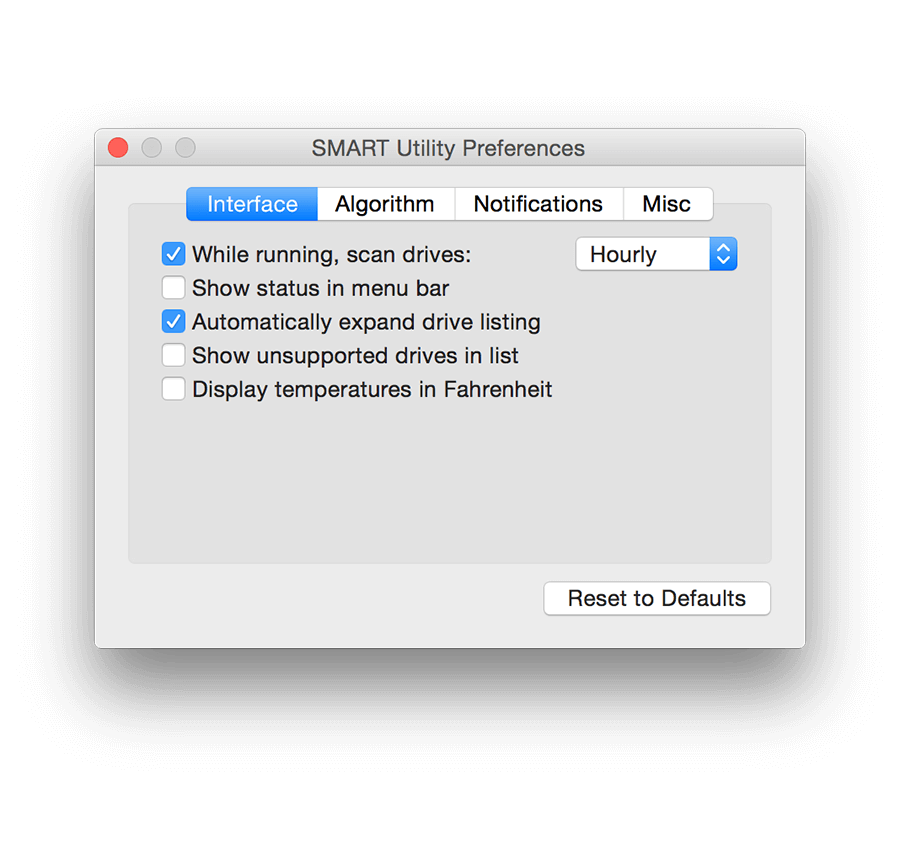 SMART Utility Preferences
Interface Algorithm Notifications Misc
While running, scan drives: Hourly
Show status in menu bar
Automatically expand drive listing
Show unsupported drives in list
Display temperatures in Fahrenheit
Reset to Defaults